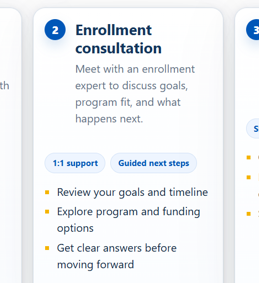 2 Enrollment
consultation
Meet with an enrollment
expert to discuss goals,
program fit, and what
happens next.
1:1 support Guided next steps
Review your goals and timeline
Explore program and funding
options
Get clear answers before
moving forward
th
3
S